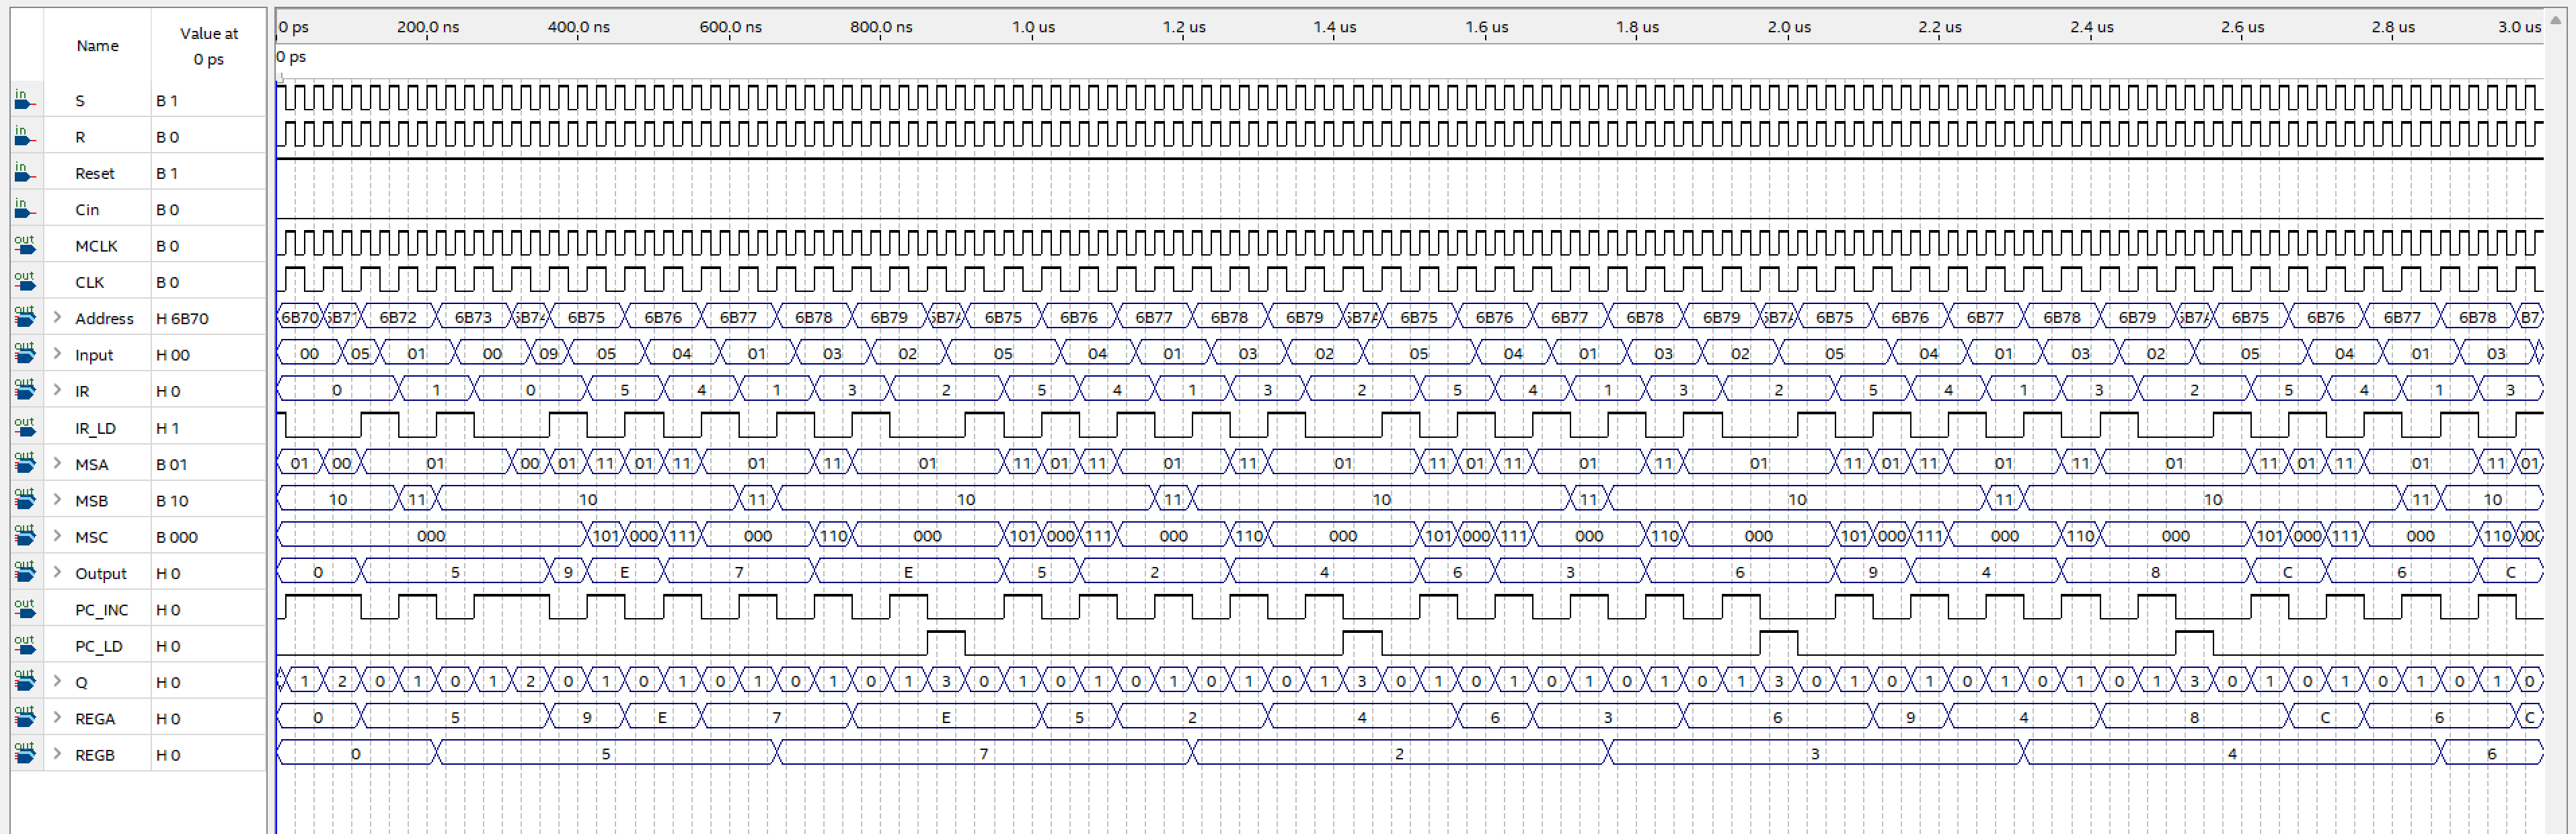 Name Value at 0 ps 0 ps 200.0 ns 400.0 ns 600.0 ns 800.0 ns 1.0 us 1.2 us 1.4 us 1.6 us 1.8 us 2.0 us 2.2 us 2.4 us 2.6 us 2.8 us 3.0 us
0 ps
in S B 1
in R B 0
in Reset B 1
in Cin B 0
out MCLK B 0
out CLK B 0
out > Address H 6B70 6B70 6B71 6B72 6B73 6B74 6B75 6B76 6B77 6B78 6B79 6B7A 6B75 6B76 6B77 6B78 6B79 6B7A 6B75 6B76 6B77 6B78 6B79 6B7A 6B75 6B76 6B77 6B78 6B79 6B7A 6B75 6B76 6B77 6B78 B7
out > Input H 00 00 05 01 00 09 05 04 01 03 02 05 04 01 03 02 05 04 01 03 02 05 04 01 03 02 05 04 01 03
out > IR H 0 0 1 0 5 4 1 3 2 5 4 1 3 2 5 4 1 3 2 5 4 1 3 2 5 4 1 3
out IR_LD H 1
out > MSA B 01 01 00 01 00 01 11 01 11 01 11 01 11 01 11 01 11 01 11 01 11 01 11 01 11 01 11 01 11 01 11 01 11 01 11 01
out > MSB B 10 10 11 10 11 10 11 10 11 10 11 10 11 10
out > MSC B 000 000 101 000 111 000 110 000 101 000 111 000 110 000 101 000 111 000 110 000 101 000 111 000 110 000 101 000 111 000 110 000
out > Output H 0 0 5 9 E 7 E 5 2 4 6 3 6 9 4 8 C 6 C
out PC_INC H 0
out PC_LD H 0
out > Q H 0 1 2 0 1 0 1 2 0 1 0 1 0 1 0 1 0 1 3 0 1 0 1 0 1 0 1 0 1 3 0 1 0 1 0 1 0 1 0 1 3 0 1 0 1 0 1 0 1 0 1 3 0 1 0 1 0 1 0 1 0
out > REGA H 0 0 5 9 E 7 E 5 2 4 6 3 6 9 4 8 C 6 C
out > REGB H 0 0 5 7 2 3 4 6